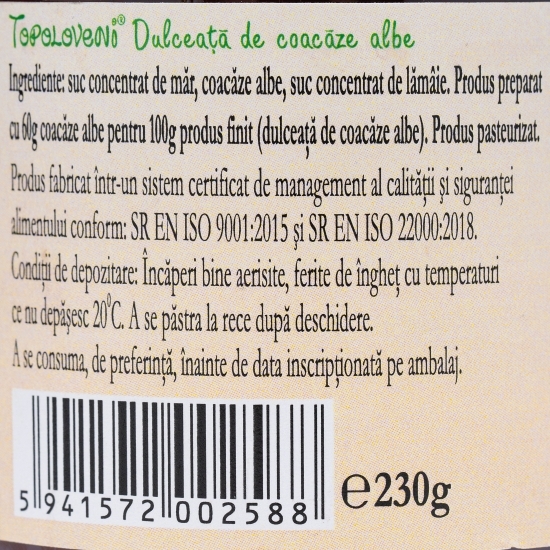 Topoloveni® Dulceață de coacăze albe
Ingrediente: suc concentrat de măr, coacăze albe, suc concentrat de lămâie. Produs preparat
cu 60g coacăze albe pentru 100g produs finit (dulceață de coacăze albe). Produs pasteurizat.
Produs fabricat într-un sistem certificat de management al calității și siguranței
alimentului conform: SR EN ISO 9001:2015 și SR EN ISO 22000:2018.
Condiții de depozitare: Încăperi bine aerisite, ferite de îngheț cu temperaturi
ce nu depășesc 20⁰C. A se păstra la rece după deschidere.
A se consuma, de preferință, înainte de data inscripționată pe ambalaj.
5 941572 002588
℮230g